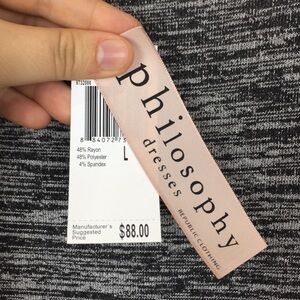 philosophy
dresses
REPUBLIC CLOTHING
48% Rayon
48% Polyester
4% Spandex
L
Manufacturer's
Suggested
Price
$88.00